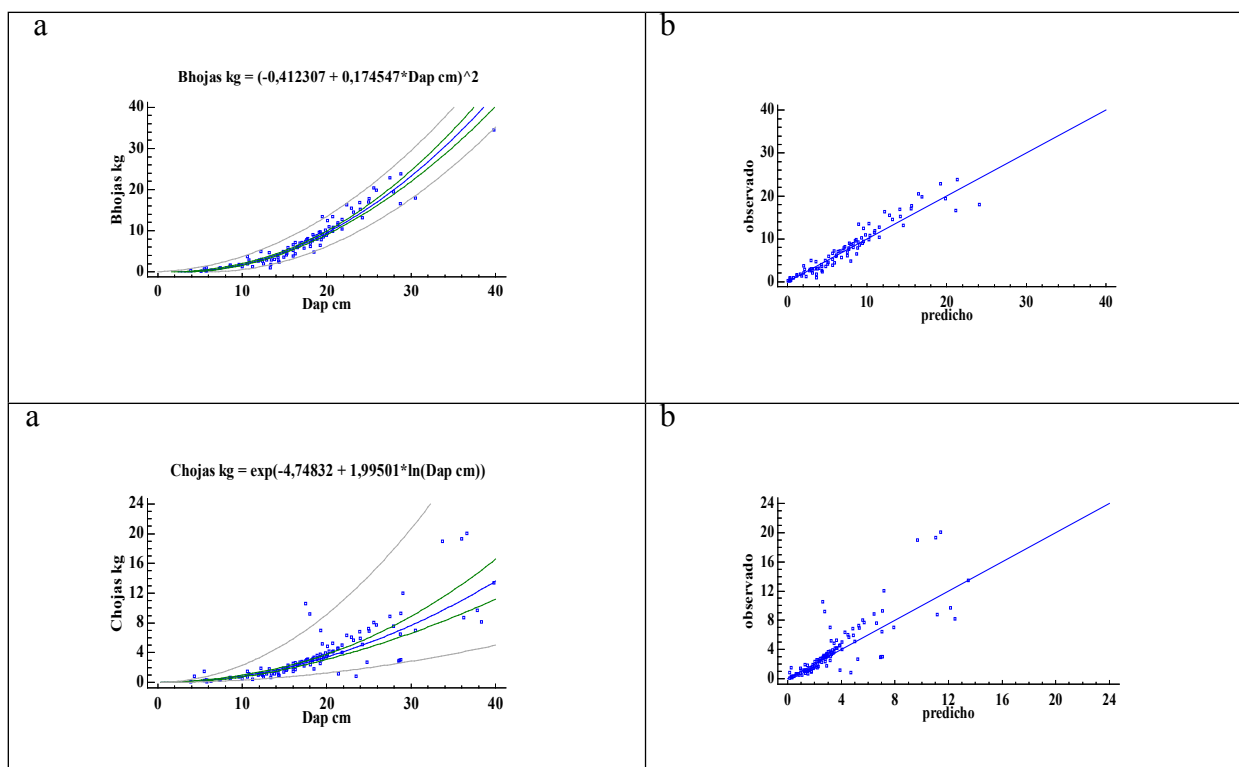 a
Bhojas kg = (-0,412307 + 0,174547*Dap cm)^2
Bhojas kg
40
30
20
10
0
0 10 20 30 40
Dap cm
b
observado
40
30
20
10
0
0 10 20 30 40
predicho
a
Chojas kg = exp(-4,74832 + 1,99501*ln(Dap cm))
Chojas kg
24
20
16
12
8
4
0
0 10 20 30 40
Dap cm
b
observado
24
20
16
12
8
4
0
0 4 8 12 16 20 24
predicho